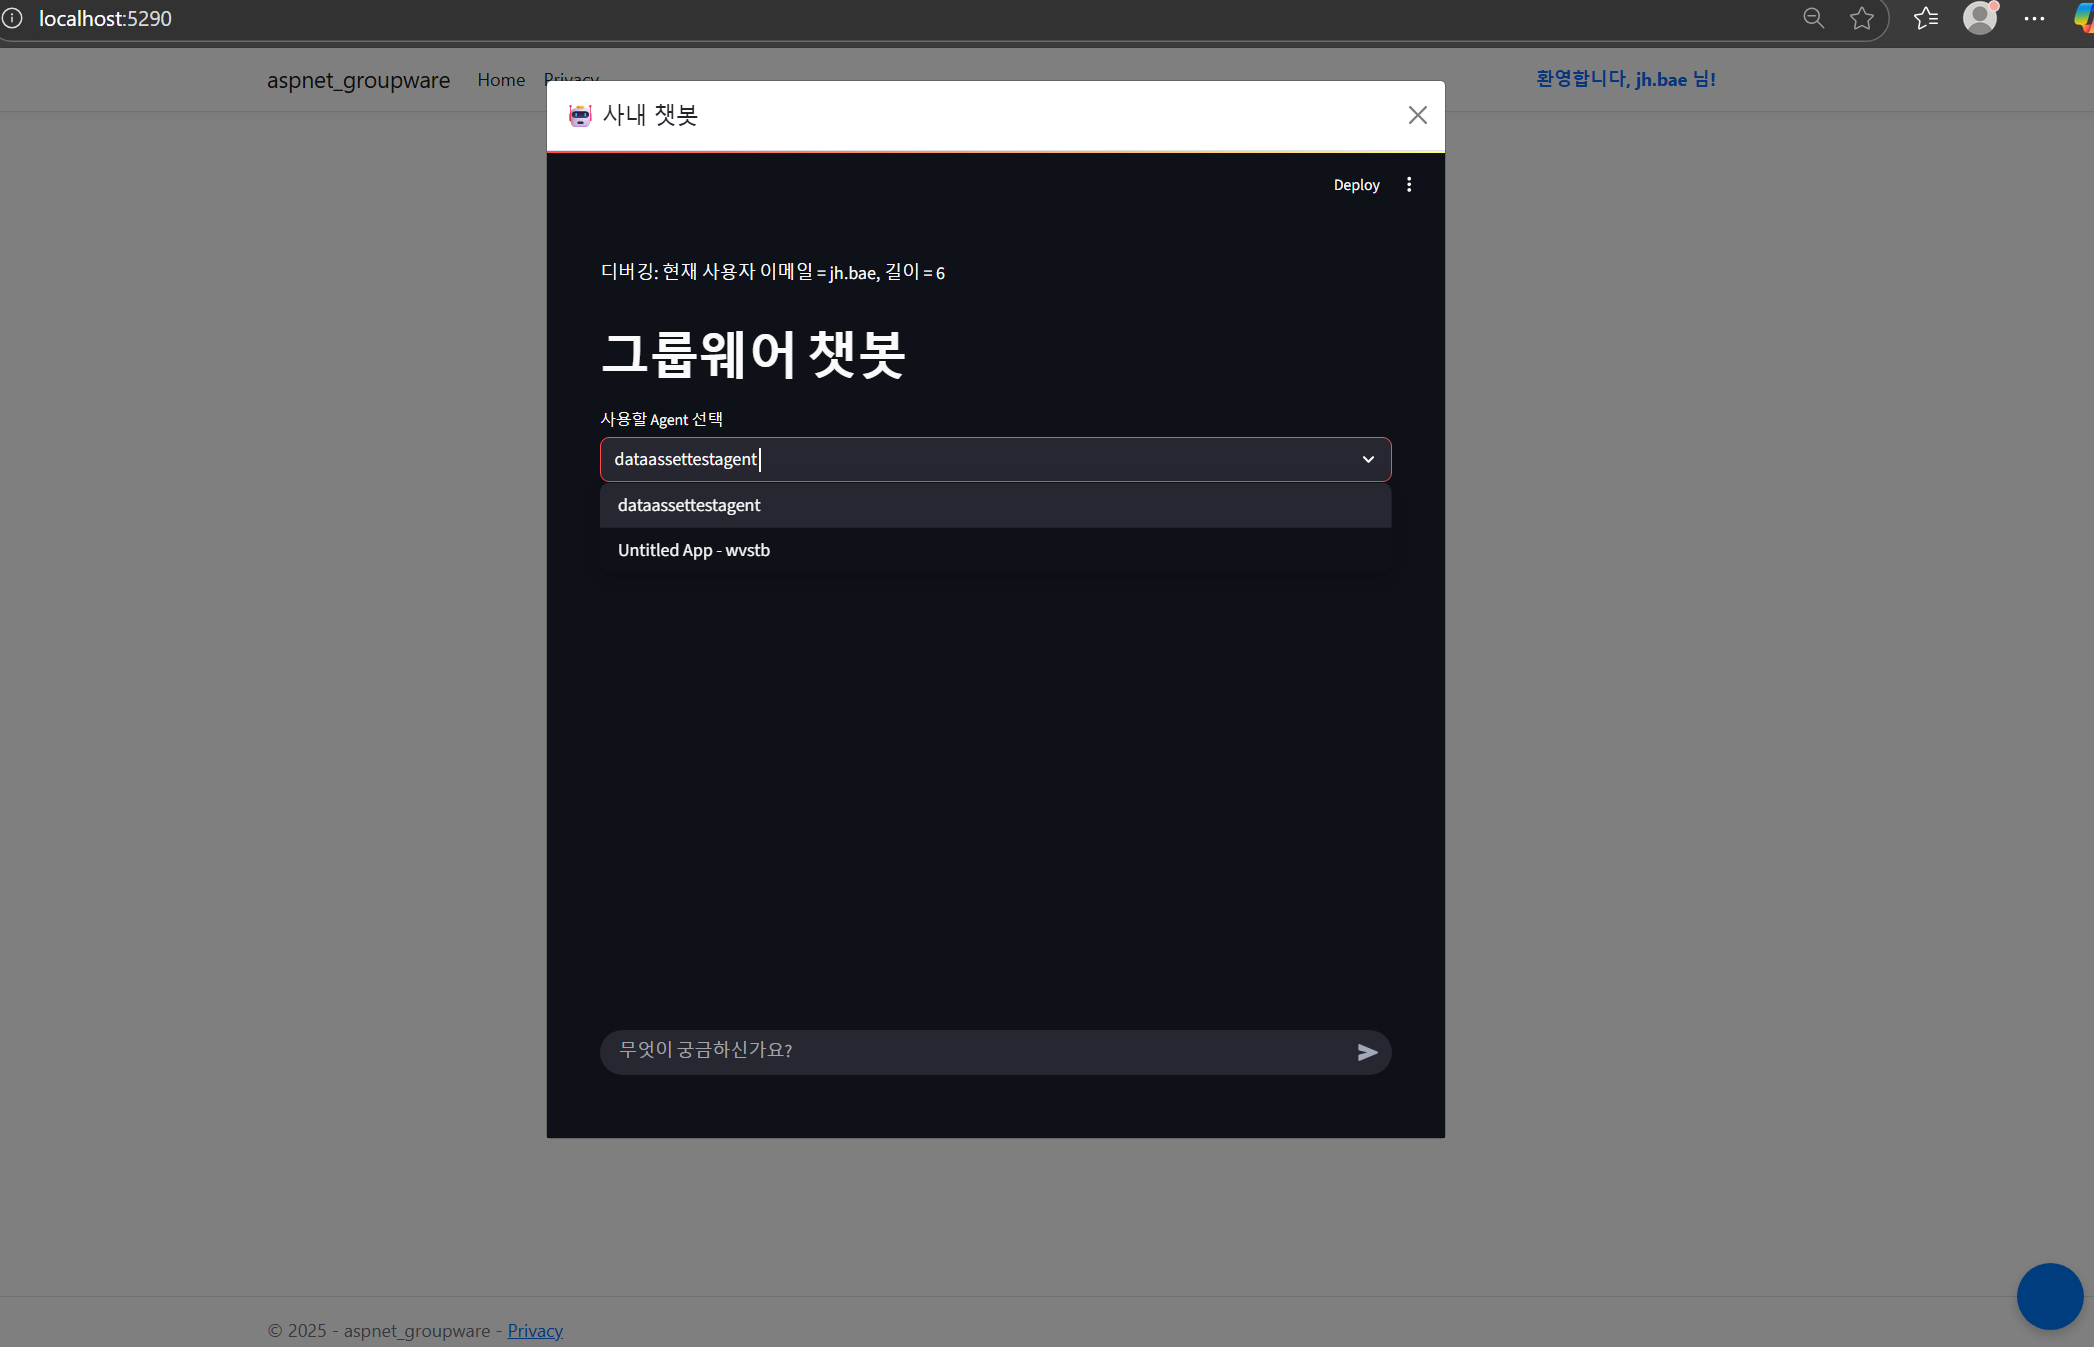 localhost:5290
aspnet_groupware Home Privacy 환영합니다, jh.bae 님!
사내 챗봇
Deploy
디버깅: 현재 사용자 이메일 = jh.bae, 길이 = 6
그룹웨어 챗봇
사용할 Agent 선택
dataassettestagent
dataassettestagent
Untitled App - wvstb
무엇이 궁금하신가요?
© 2025 - aspnet_groupware - Privacy